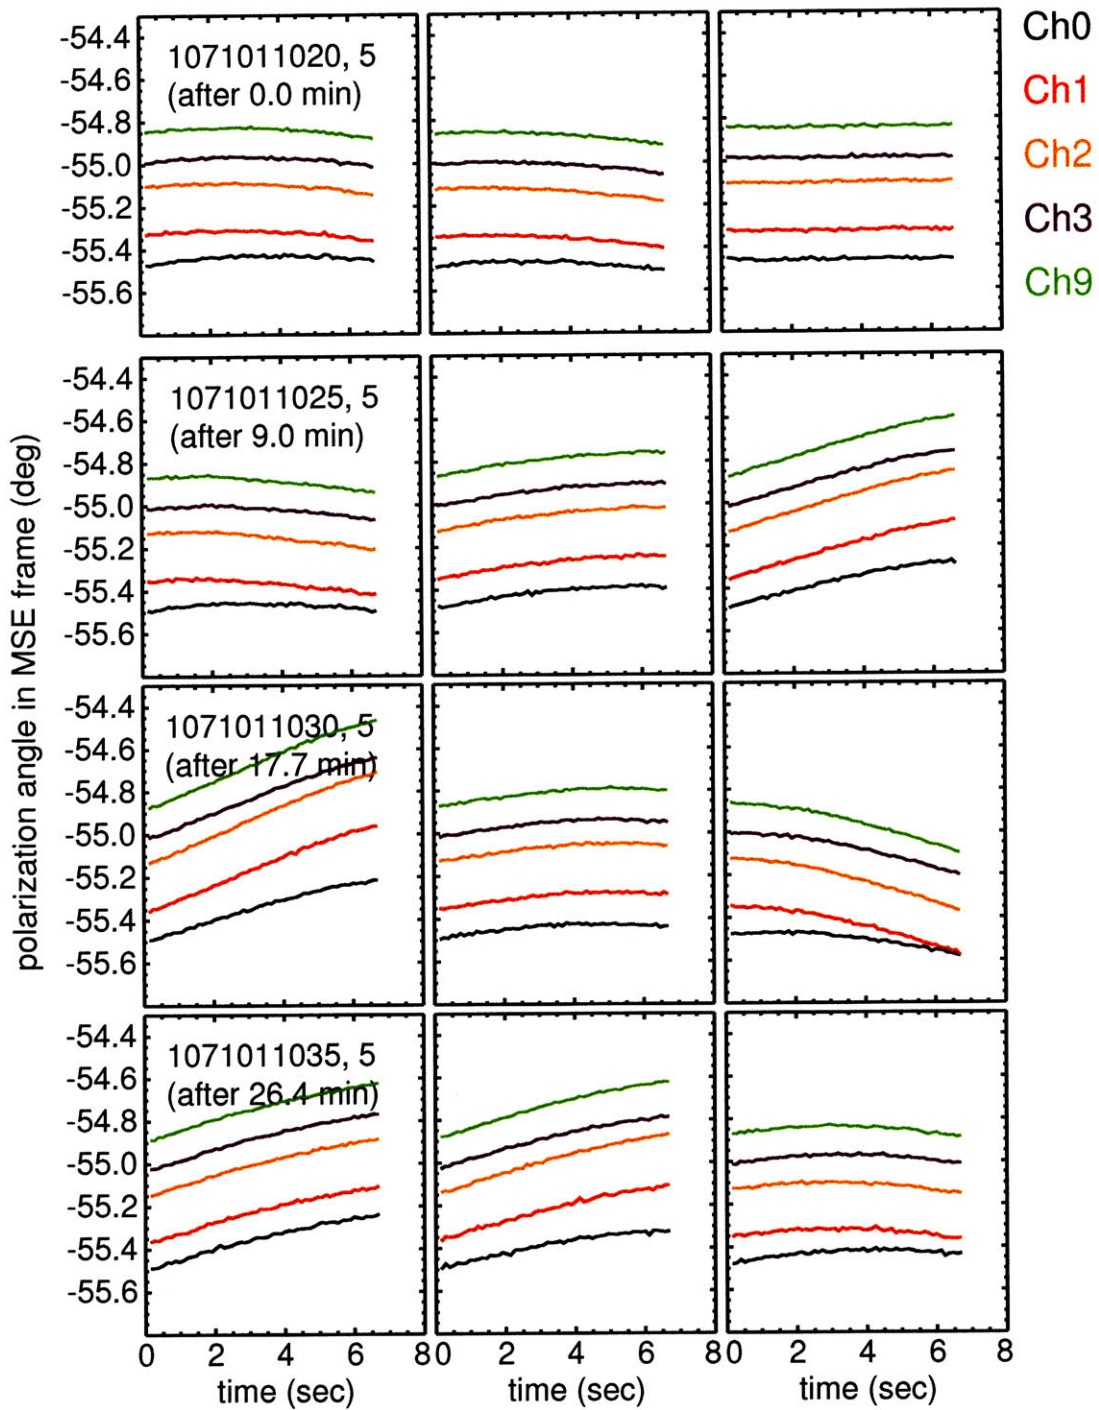 -54.4
-54.6
-54.8
-55.0
-55.2
-55.4
-55.6
1071011020, 5
(after 0.0 min)
Ch0
Ch1
Ch2
Ch3
Ch9
-54.4
-54.6
-54.8
-55.0
-55.2
-55.4
-55.6
1071011025, 5
(after 9.0 min)
polarization angle in MSE frame (deg)
-54.4
-54.6
-54.8
-55.0
-55.2
-55.4
-55.6
1071011030, 5
(after 17.7 min)
-54.4
-54.6
-54.8
-55.0
-55.2
-55.4
-55.6
1071011035, 5
(after 26.4 min)
0 2 4 6 8 0 2 4 6 8 0 2 4 6 8
time (sec) time (sec) time (sec)